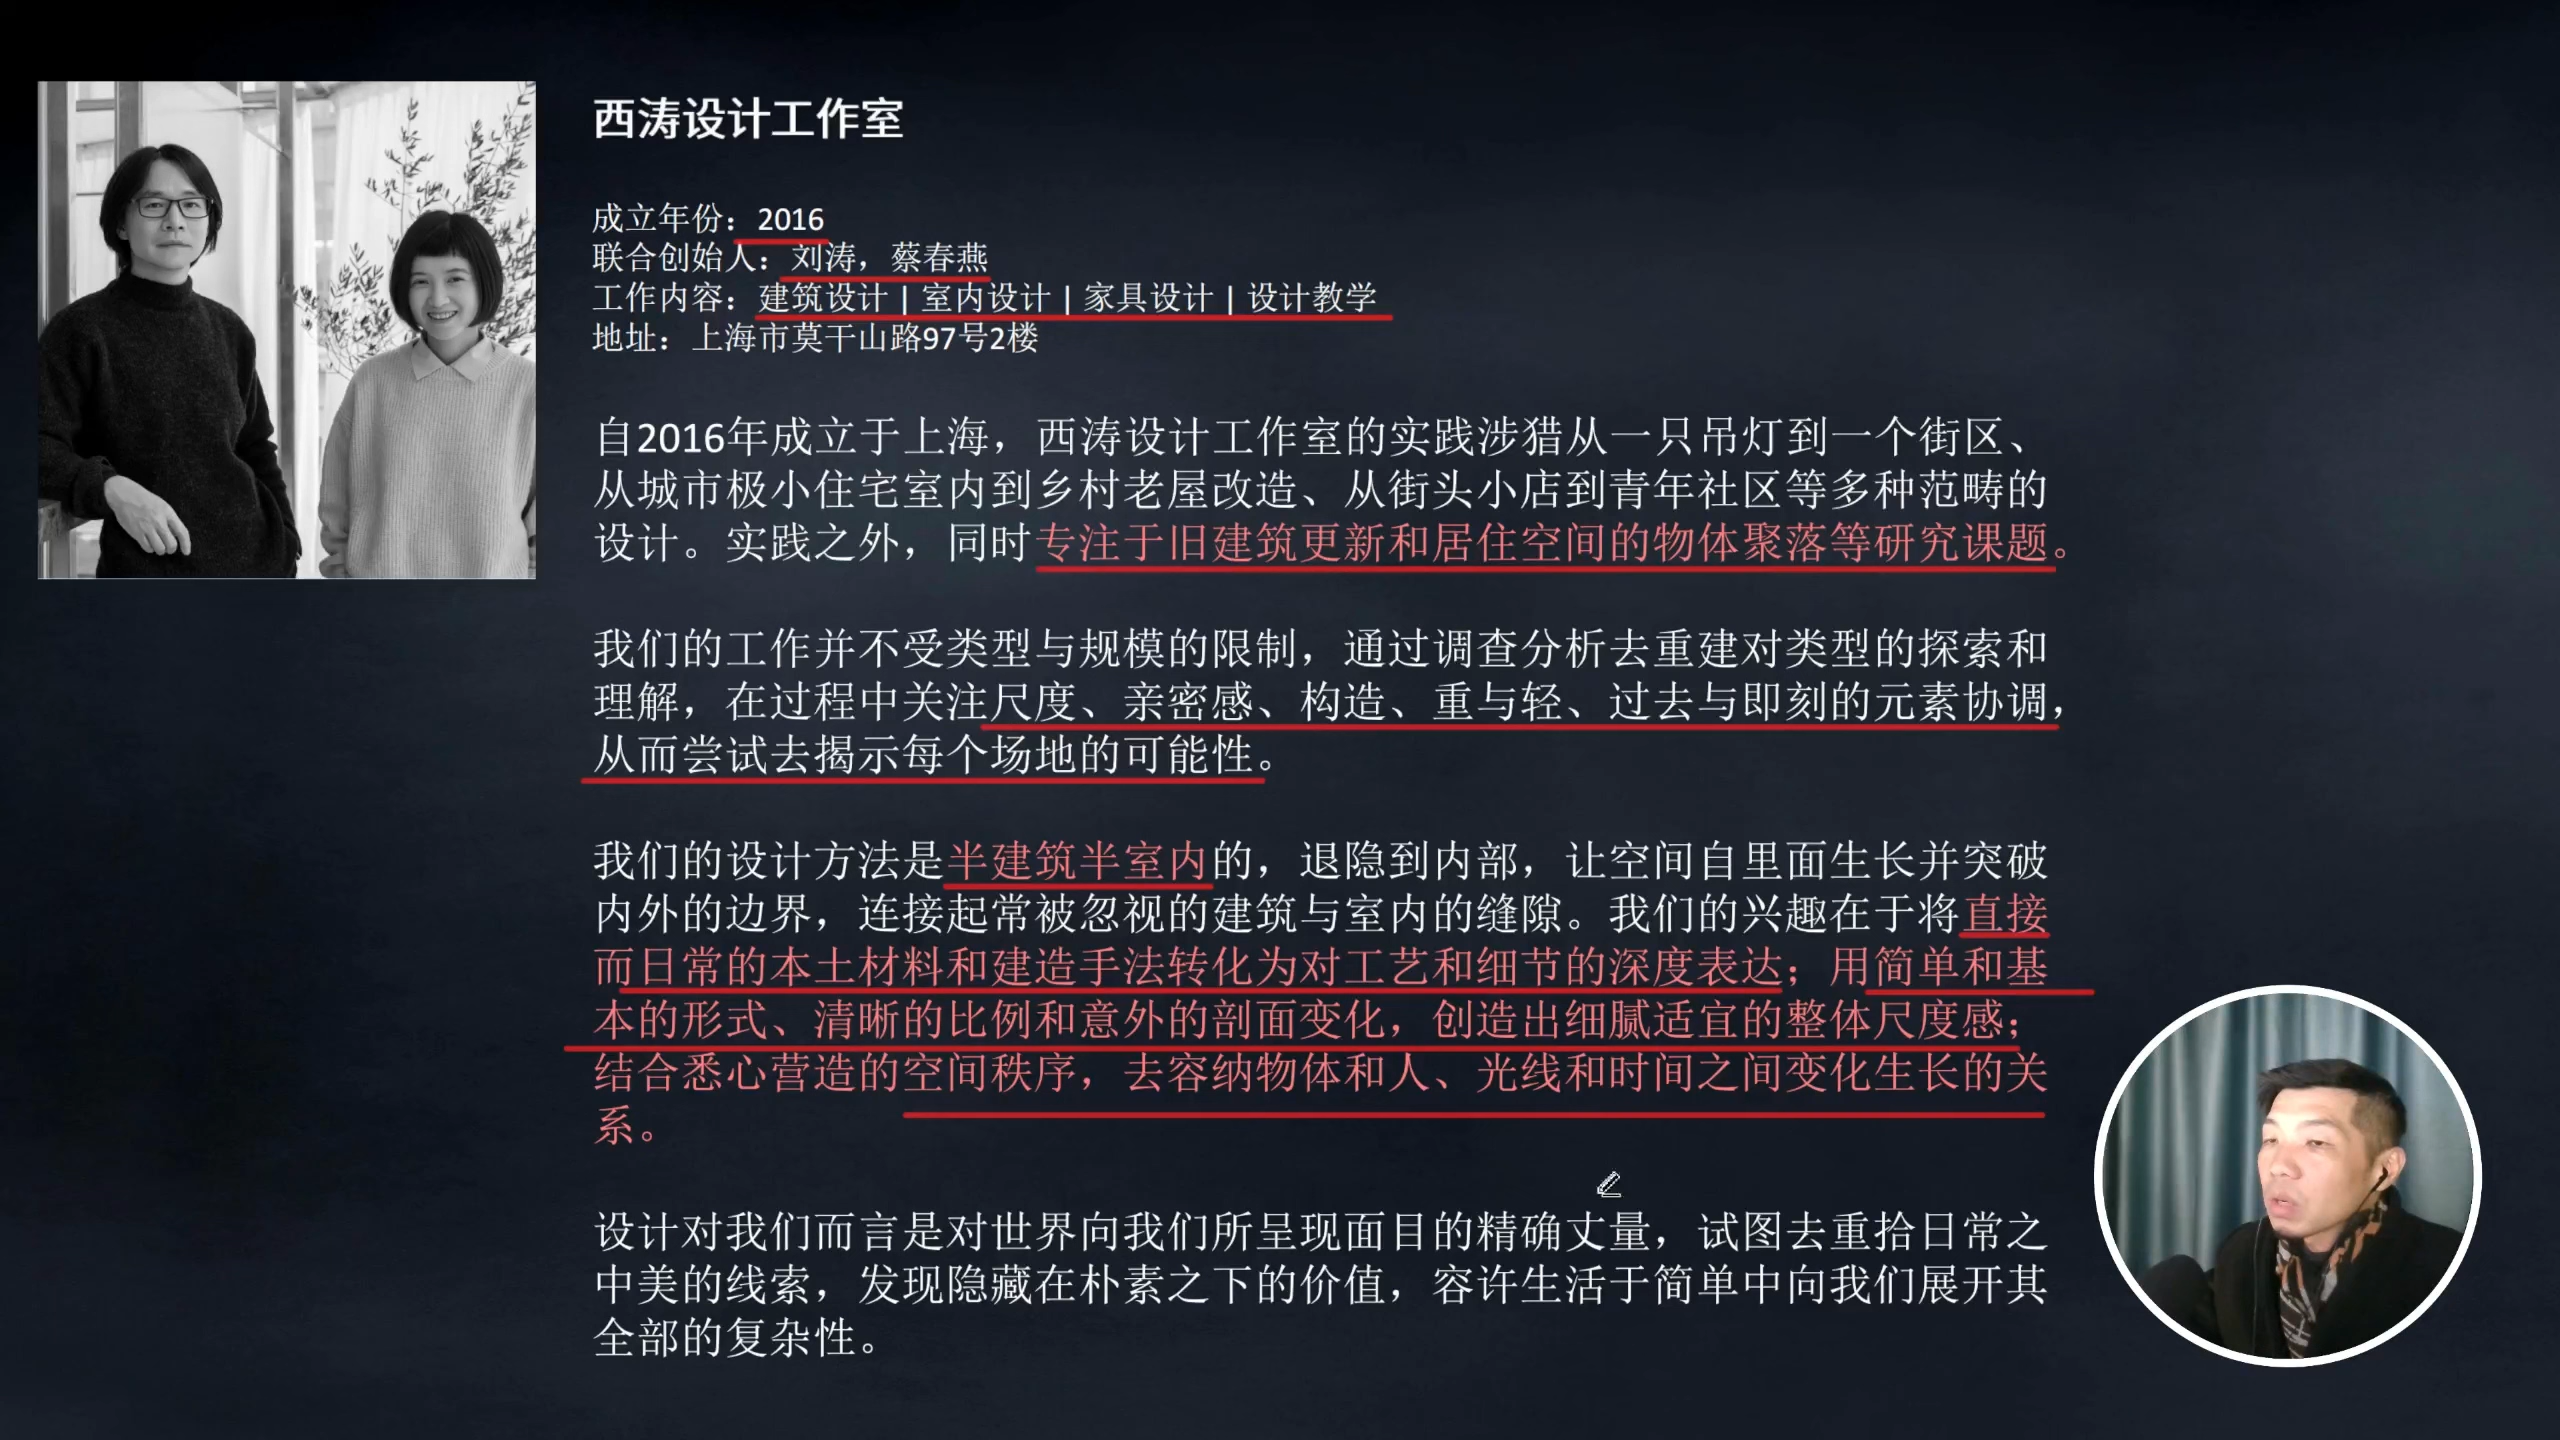 西涛设计工作室
成立年份：2016
联合创始人：刘涛，蔡春燕
工作内容：建筑设计 | 室内设计 | 家具设计 | 设计教学
地址：上海市莫干山路97号2楼
自2016年成立于上海，西涛设计工作室的实践涉猎从一只吊灯到一个街区、
从城市极小住宅室内到乡村老屋改造、从街头小店到青年社区等多种范畴的
设计。实践之外，同时专注于旧建筑更新和居住空间的物体聚落等研究课题。
我们的工作并不受类型与规模的限制，通过调查分析去重建对类型的探索和
理解，在过程中关注尺度、亲密感、构造、重与轻、过去与即刻的元素协调，
从而尝试去揭示每个场地的可能性。
我们的设计方法是半建筑半室内的，退隐到内部，让空间自里面生长并突破
内外的边界，连接起常被忽视的建筑与室内的缝隙。我们的兴趣在于将直接
而日常的本土材料和建造手法转化为对工艺和细节的深度表达；用简单和基
本的形式、清晰的比例和意外的剖面变化，创造出细腻适宜的整体尺度感；
结合悉心营造的空间秩序，去容纳物体和人、光线和时间之间变化生长的关
系。
设计对我们而言是对世界向我们所呈现面目的精确丈量，试图去重拾日常之
中美的线索，发现隐藏在朴素之下的价值，容许生活于简单中向我们展开其
全部的复杂性。